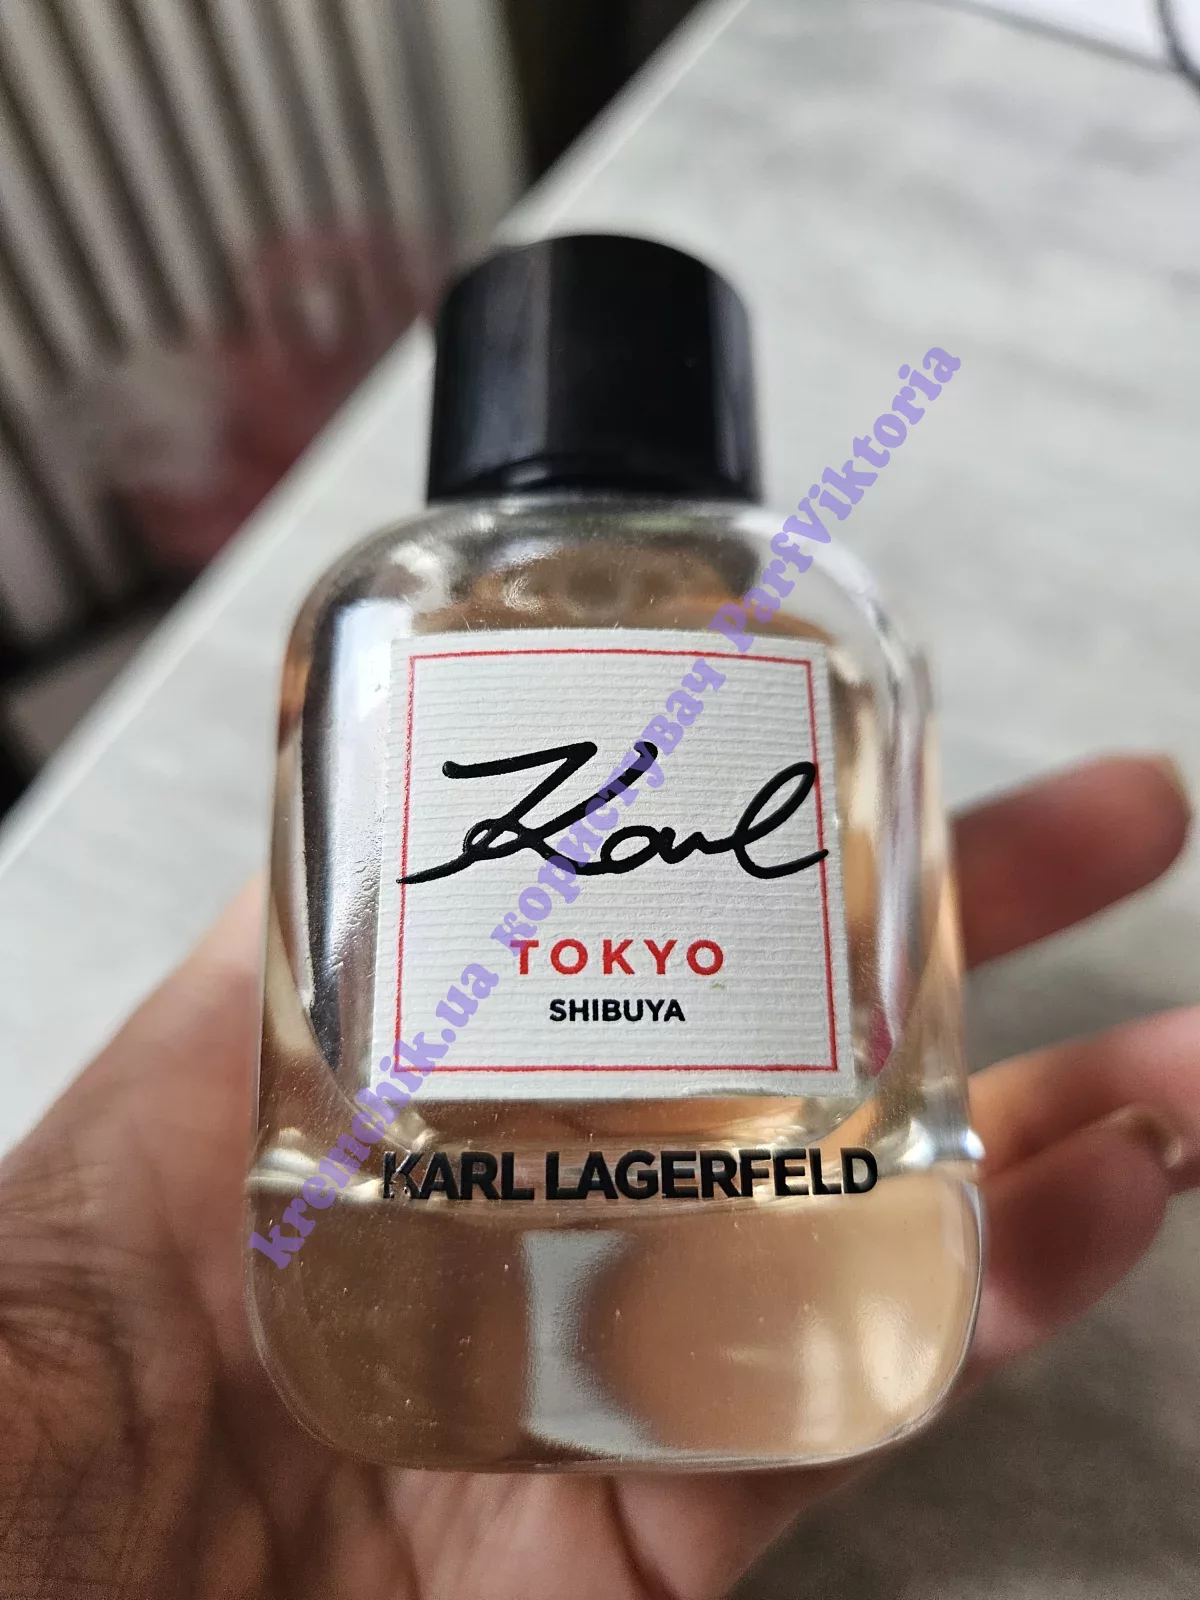 Karl
TOKYO
SHIBUYA
KARL LAGERFELD
kremchik.ua користуВач ParfViktoria